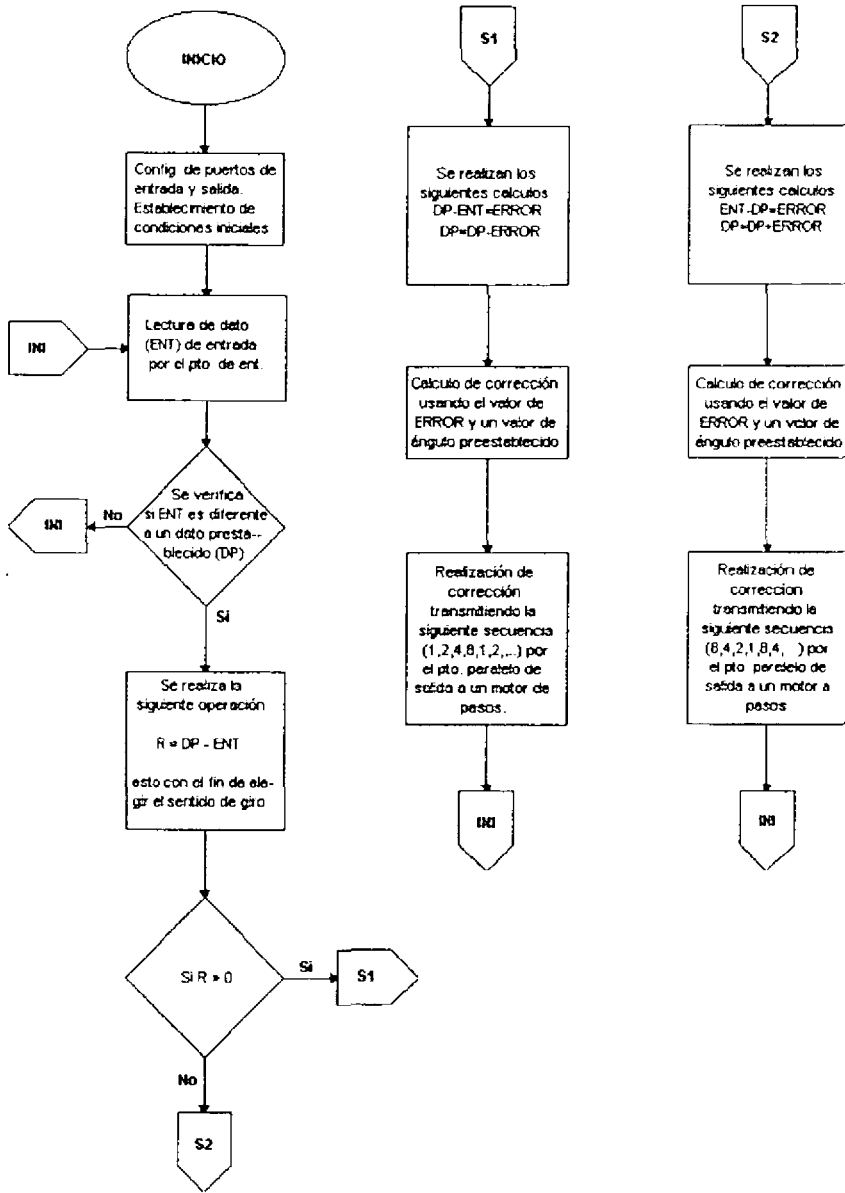 INICIO
Config. de puertos de
entrada y salida.
Establecimiento de
condiciones iniciales
INI
Lectura de dato
(ENT) de entrada
por el pto. de ent.
Se verifica
si ENT es diferente
a un dato presta--
blecido (DP)
No
INI
Si
Se realiza la
siguiente operación
R = DP - ENT
esto con el fin de ele-
gir el sentido de giro
Si R > 0
Si
S1
No
S2
S1
Se realizan los
siguientes calculos
DP-ENT=ERROR
DP=DP-ERROR
Calculo de corrección
usando el valor de
ERROR y un valor de
ángulo preestablecido
Realización de
corrección
transmitiendo la
siguiente secuencia
(1,2,4,8,1,2,...) por
el pto. paralelo de
salida a un motor de
pasos.
INI
S2
Se realizan los
siguientes calculos
ENT-DP=ERROR
DP=DP+ERROR
Calculo de corrección
usando el valor de
ERROR y un valor de
ángulo preestablecido
Realización de
correccion
transmitiendo la
siguiente secuencia
(8,4,2,1,8,4, ) por
el pto. paralelo de
salida a un motor a
pasos
INI